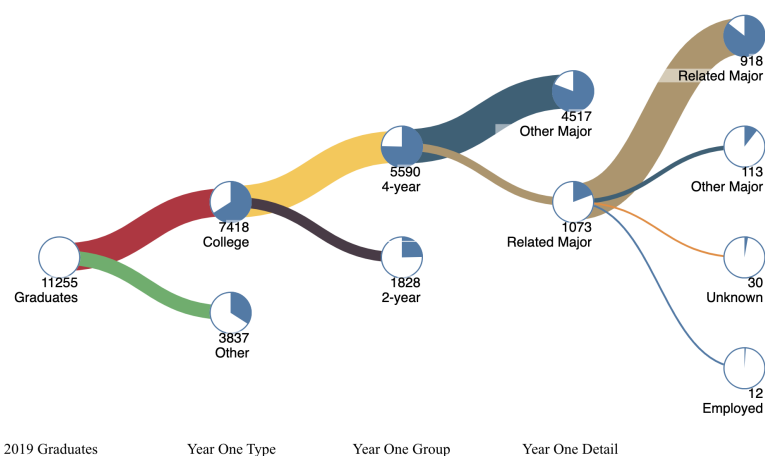 918
Related Major
4517
Other Major
113
Other Major
5590
4-year
7418
College
1073
Related Major
11255
Graduates
1828
2-year
30
Unknown
3837
Other
12
Employed
2019 Graduates
Year One Type
Year One Group
Year One Detail